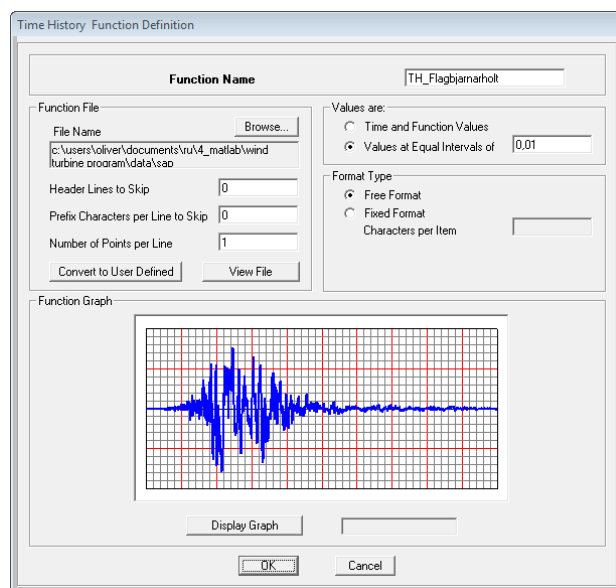 Time History Function Definition
Function Name
TH_Flagbjarnarholt
Function File
File Name
Browse...
c:\users\oliver\documents\ru\4_matlab\wind
turbine program\data\sap
Header Lines to Skip
0
Prefix Characters per Line to Skip
0
Number of Points per Line
1
Convert to User Defined
View File
Values are:
Time and Function Values
Values at Equal Intervals of
0,01
Format Type
Free Format
Fixed Format
Characters per Item
Function Graph
Display Graph
OK
Cancel